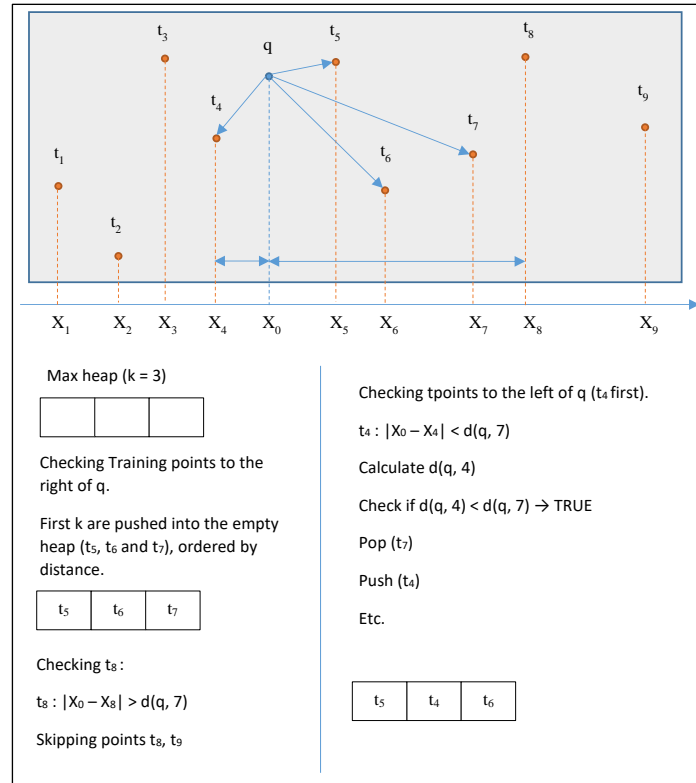 t₃
q
t₅
t₈
t₄
t₇
t₉
t₆
t₁
t₂
X₁ X₂ X₃ X₄ X₀ X₅ X₆ X₇ X₈ X₉
Max heap (k = 3)
Checking Training points to the
right of q.
First k are pushed into the empty
heap (t₅, t₆ and t₇), ordered by
distance.
t₅ t₆ t₇
Checking t₈ :
t₈ : |X₀ – X₈| > d(q, 7)
Skipping points t₈, t₉
Checking tpoints to the left of q (t₄ first).
t₄ : |X₀ – X₄| < d(q, 7)
Calculate d(q, 4)
Check if d(q, 4) < d(q, 7) → TRUE
Pop (t₇)
Push (t₄)
Etc.
t₅ t₄ t₆